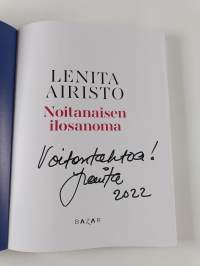 LENITA
AIRISTO
Noitanaisen
ilosanoma
Voitontahtoa!
Lenita
2022
BAZAR